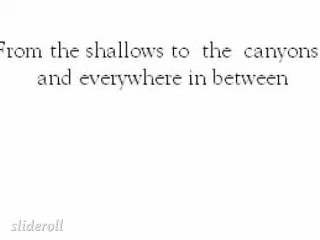 From the shallows to the canyons
and everywhere in between
slideroll